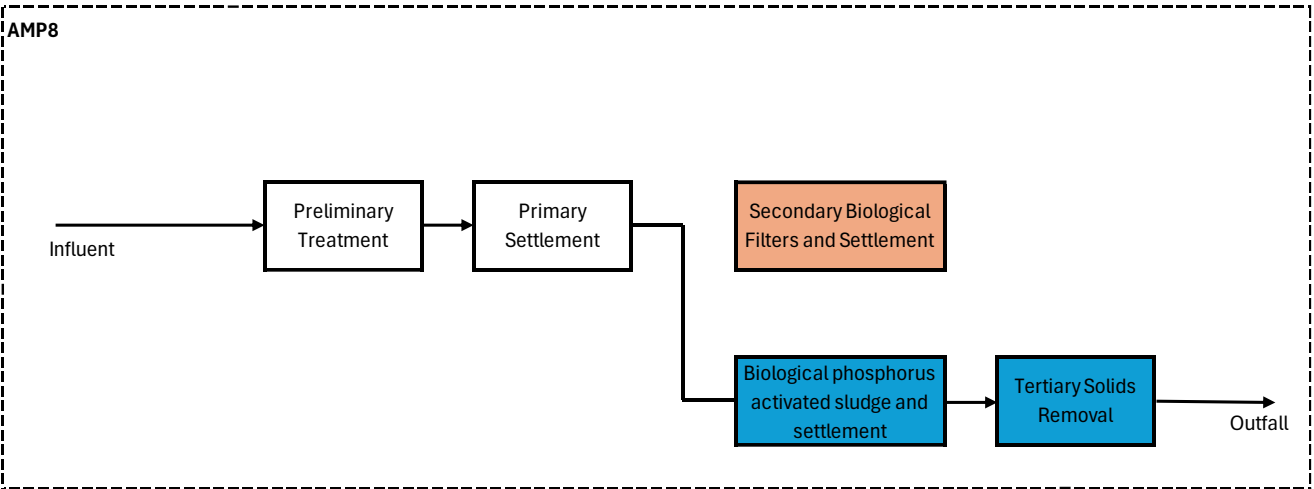 AMP8
Influent
Preliminary
Treatment
Primary
Settlement
Secondary Biological
Filters and Settlement
Biological phosphorus
activated sludge and
settlement
Tertiary Solids
Removal
Outfall